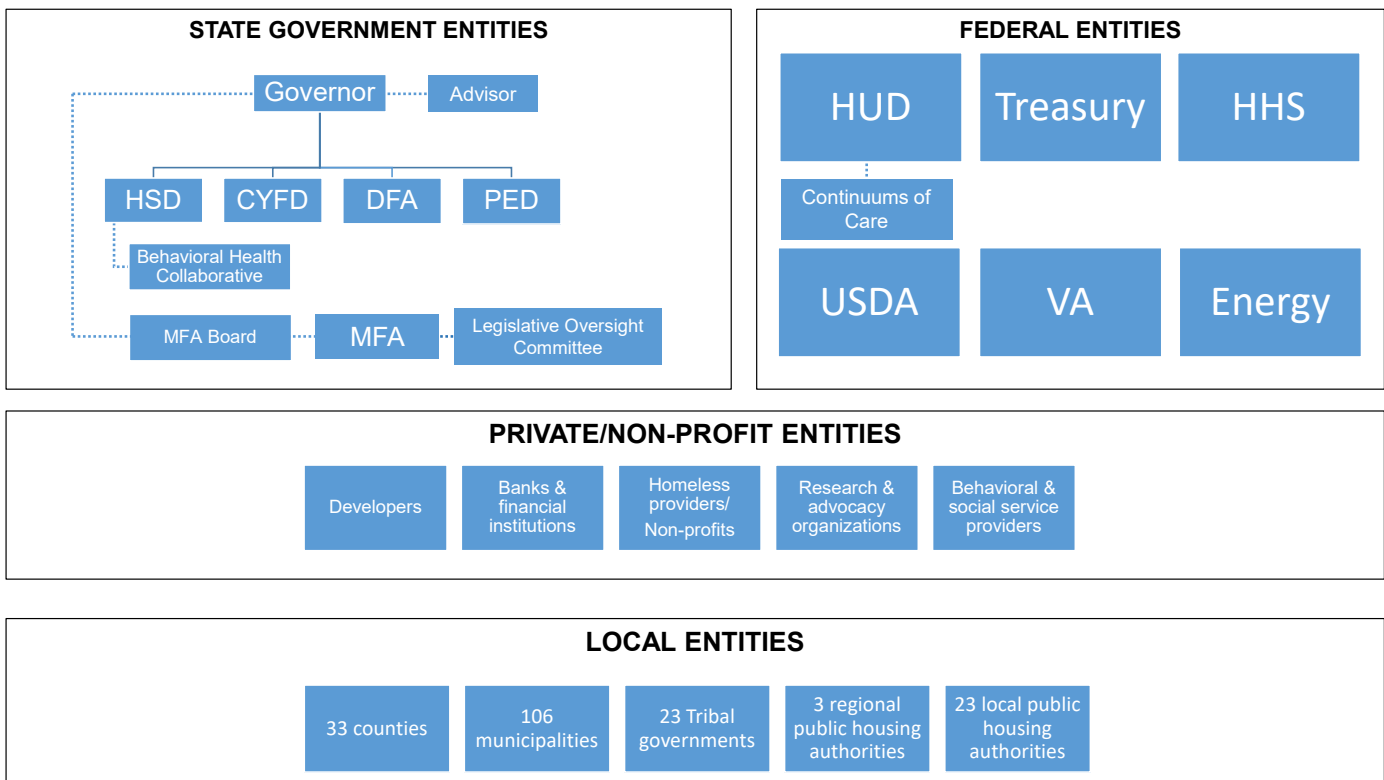 STATE GOVERNMENT ENTITIES
Governor
Advisor
HSD
CYFD
DFA
PED
Behavioral Health
Collaborative
MFA Board
MFA
Legislative Oversight
Committee
FEDERAL ENTITIES
HUD
Treasury
HHS
Continuums of
Care
USDA
VA
Energy
PRIVATE/NON-PROFIT ENTITIES
Developers
Banks &
financial
institutions
Homeless
providers/
Non-profits
Research &
advocacy
organizations
Behavioral &
social service
providers
LOCAL ENTITIES
33 counties
106
municipalities
23 Tribal
governments
3 regional
public housing
authorities
23 local public
housing
authorities